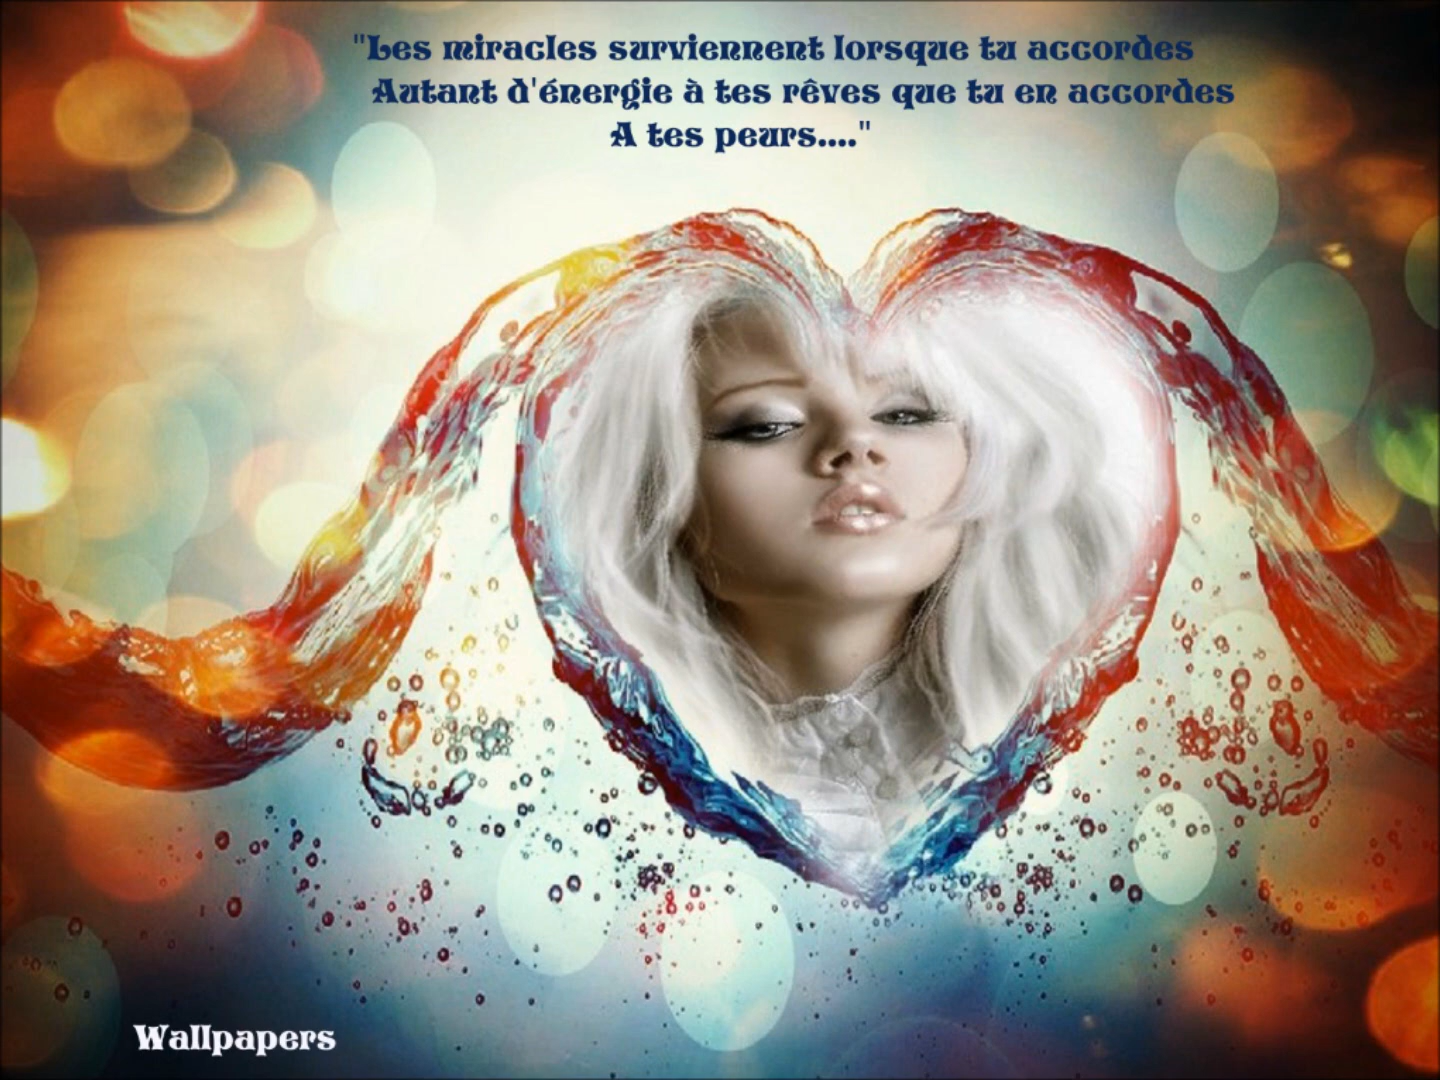 "Les miracles surviennent lorsque tu accordes
Autant d'énergie à tes rêves que tu en accordes
A tes peurs...."
Wallpapers